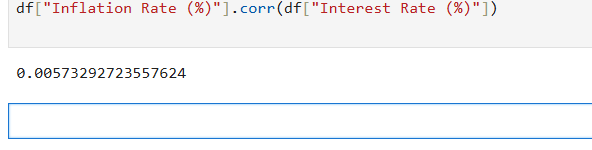 df["Inflation Rate (%)"].corr(df["Interest Rate (%)"])
0.00573292723557624